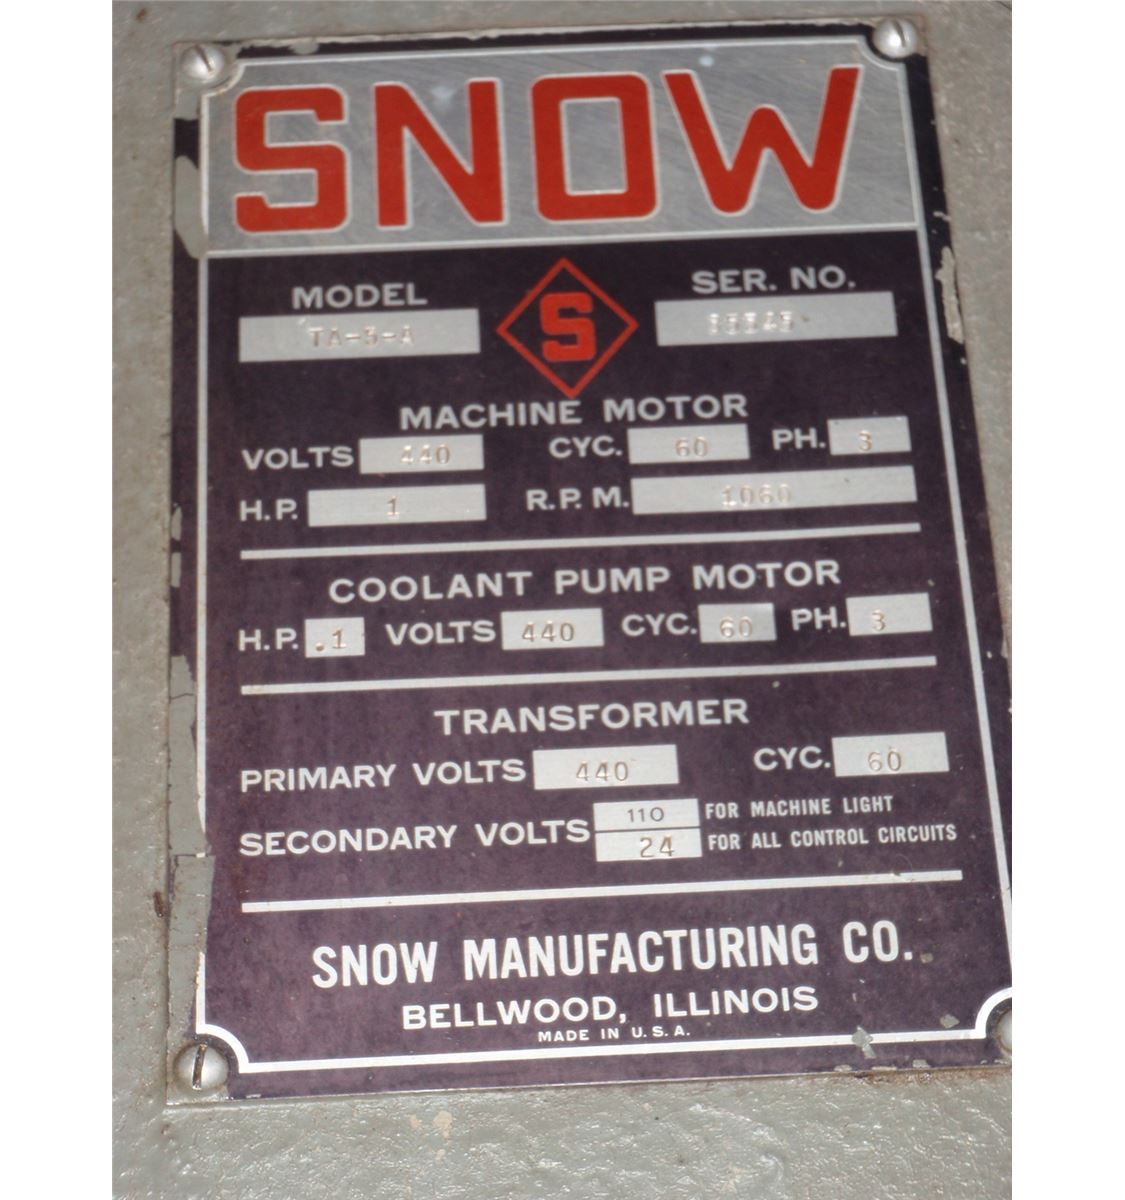 SNOW
MODEL SER. NO.
TA-3-A
S
MACHINE MOTOR
VOLTS 440 CYC. 60 PH. 3
H.P. 1 R.P.M. 1060
COOLANT PUMP MOTOR
H.P. .1 VOLTS 440 CYC. 60 PH. 3
TRANSFORMER
PRIMARY VOLTS 440 CYC. 60
SECONDARY VOLTS 110 FOR MACHINE LIGHT
24 FOR ALL CONTROL CIRCUITS
SNOW MANUFACTURING CO.
BELLWOOD, ILLINOIS
MADE IN U.S.A.